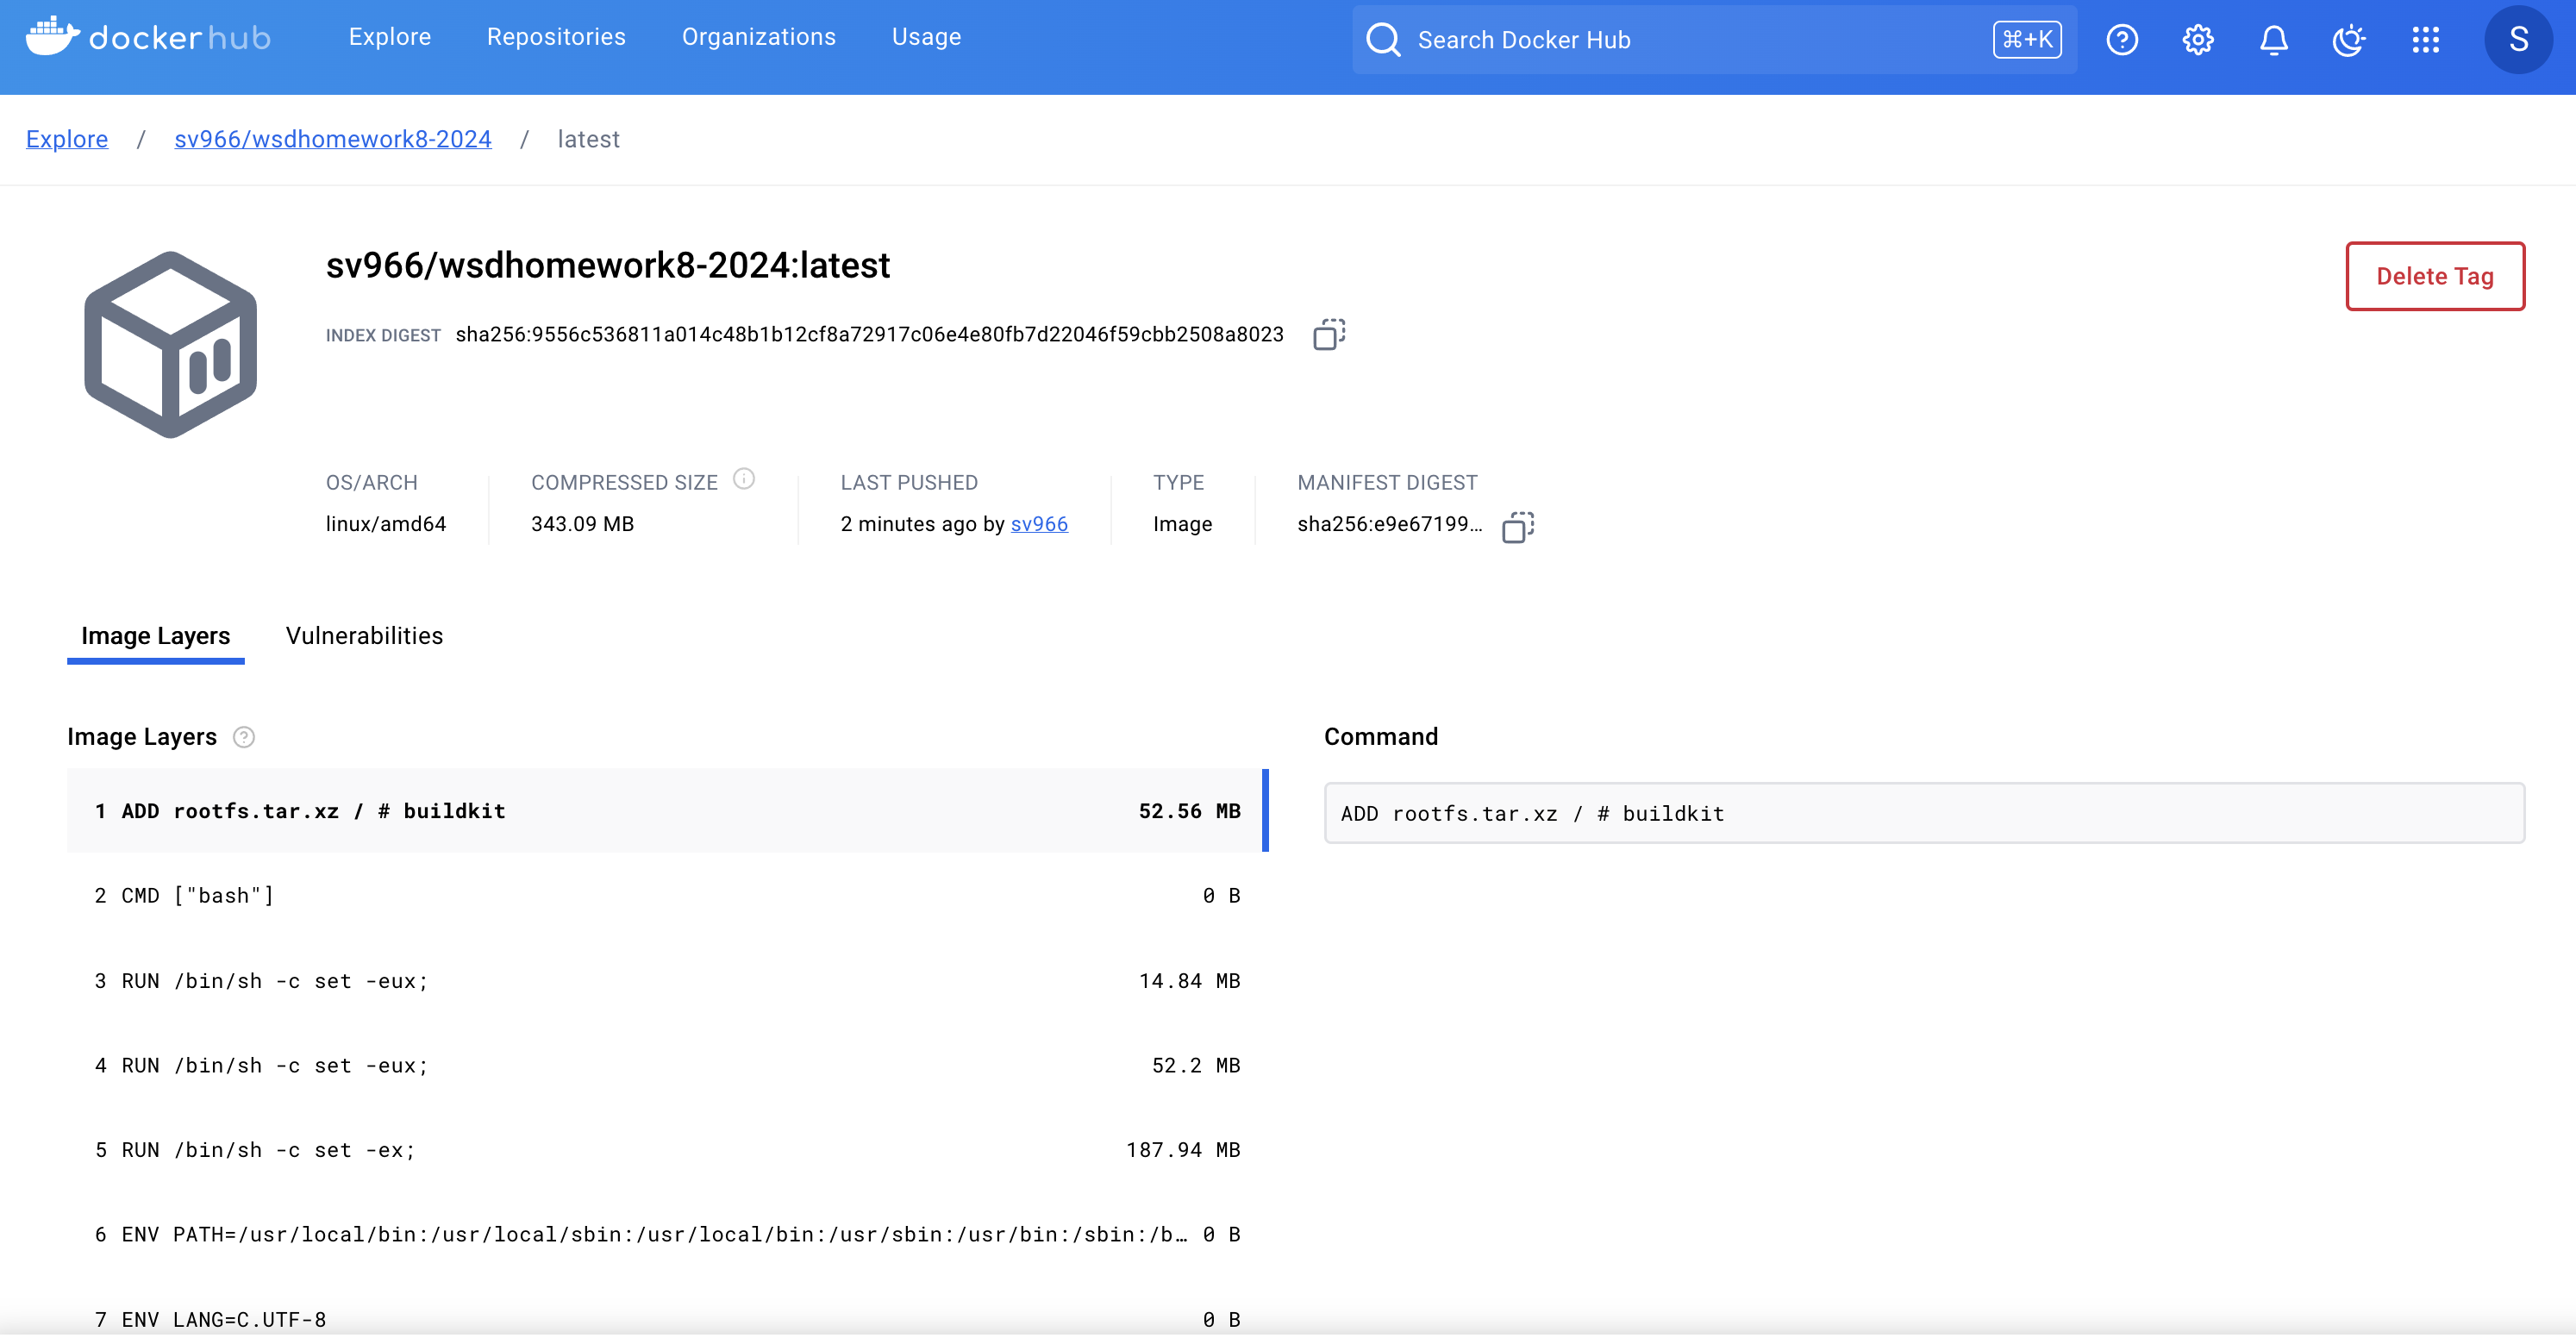 dockerhub Explore Repositories Organizations Usage Search Docker Hub ⌘+K S
Explore / sv966/wsdhomework8-2024 / latest
sv966/wsdhomework8-2024:latest
Delete Tag
INDEX DIGEST sha256:9556c536811a014c48b1b12cf8a72917c06e4e80fb7d22046f59cbb2508a8023
OS/ARCH COMPRESSED SIZE LAST PUSHED TYPE MANIFEST DIGEST
linux/amd64 343.09 MB 2 minutes ago by sv966 Image sha256:e9e67199...
Image Layers Vulnerabilities
Image Layers Command
1 ADD rootfs.tar.xz / # buildkit 52.56 MB
ADD rootfs.tar.xz / # buildkit
2 CMD ["bash"] 0 B
3 RUN /bin/sh -c set -eux; 14.84 MB
4 RUN /bin/sh -c set -eux; 52.2 MB
5 RUN /bin/sh -c set -ex; 187.94 MB
6 ENV PATH=/usr/local/bin:/usr/local/sbin:/usr/local/bin:/usr/sbin:/usr/bin:/sbin:/b… 0 B
7 ENV LANG=C.UTF-8 0 B